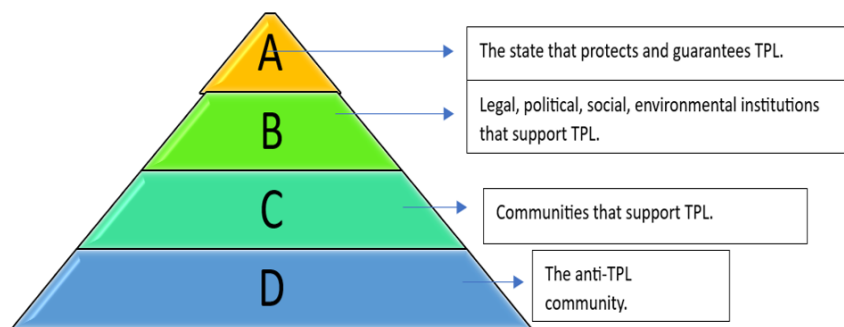 A
The state that protects and guarantees TPL.
B
Legal, political, social, environmental institutions
that support TPL.
C
Communities that support TPL.
D
The anti-TPL
community.